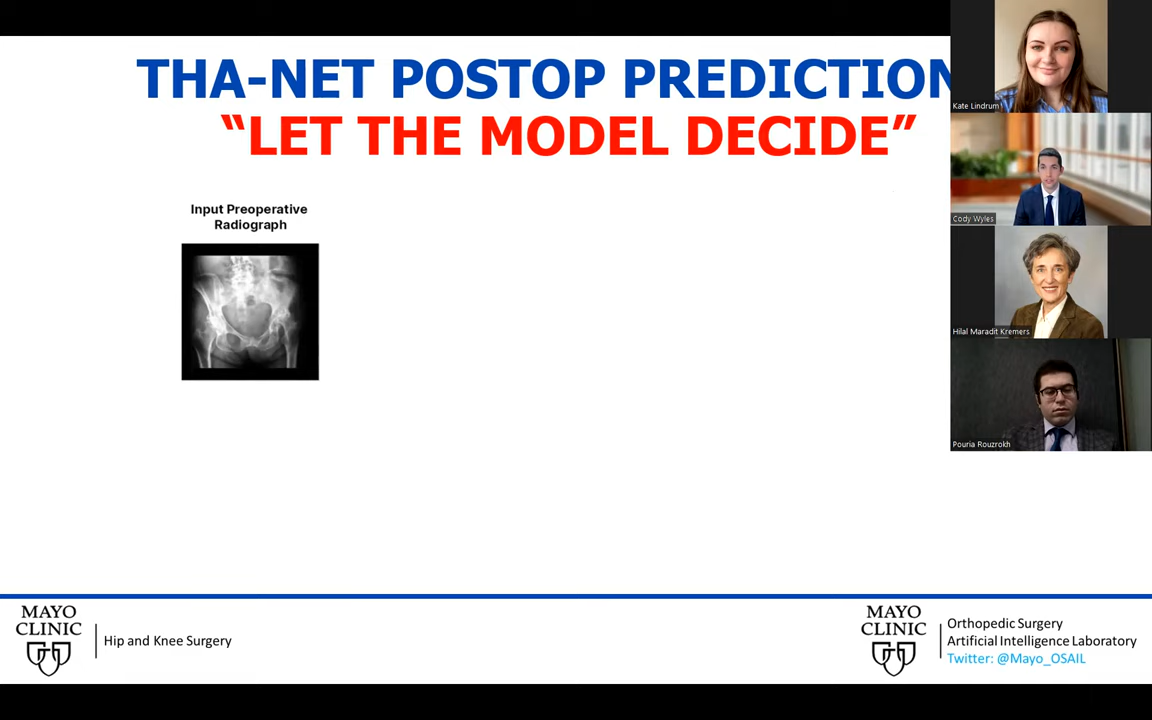 THA-NET POSTOP PREDICTION
“LET THE MODEL DECIDE”
Input Preoperative
Radiograph
Kate Lindrum
Cody Wyles
Hilal Maradit Kremers
Pouria Rouzrokh
MAYO
CLINIC
Hip and Knee Surgery
MAYO
CLINIC
Orthopedic Surgery
Artificial Intelligence Laboratory
Twitter: @Mayo_OSAIL